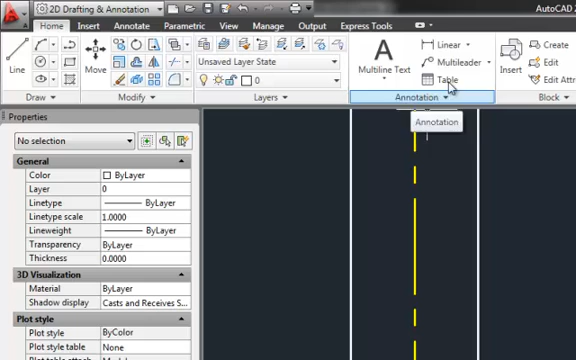 2D Drafting & Annotation
AutoCAD 2
Home Insert Annotate Parametric View Manage Output Express Tools
Line
Move
Unsaved Layer State
0
Multiline Text
Linear
Multileader
Table
Insert
Create
Edit
Edit Attr
Draw
Modify
Layers
Annotation
Block
Annotation
Properties
No selection
General
Color ByLayer
Layer 0
Linetype ByLayer
Linetype scale 1.0000
Lineweight ByLayer
Transparency ByLayer
Thickness 0.0000
3D Visualization
Material ByLayer
Shadow display Casts and Receives S...
Plot style
Plot style ByColor
Plot style table None